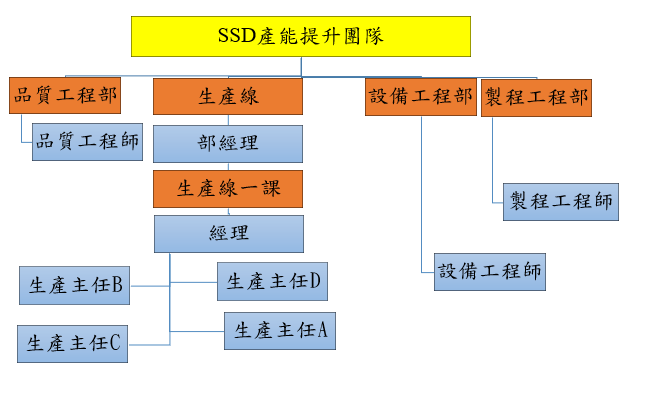 SSD產能提升團隊
品質工程部
生產線
設備工程部
製程工程部
品質工程師
部經理
生產線一課
製程工程師
經理
設備工程師
生產主任B
生產主任D
生產主任C
生產主任A